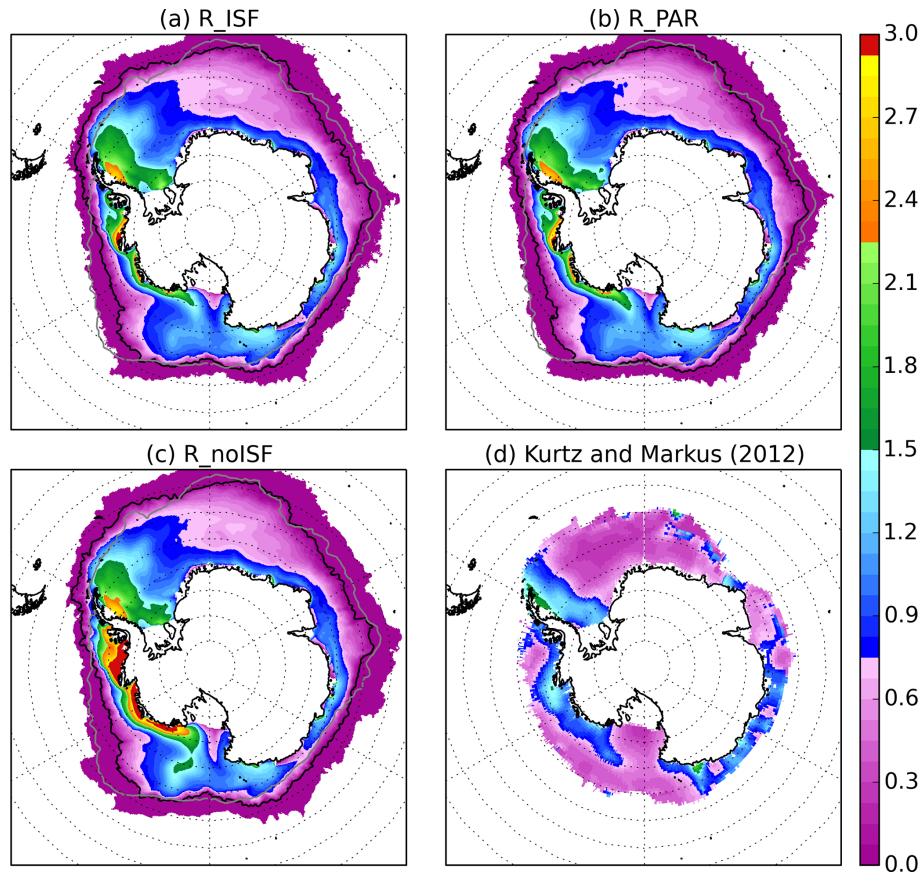 (a) R_ISF
(b) R_PAR
3.0
2.7
2.4
2.1
1.8
1.5
1.2
0.9
0.6
0.3
0.0
(c) R_noISF
(d) Kurtz and Markus (2012)